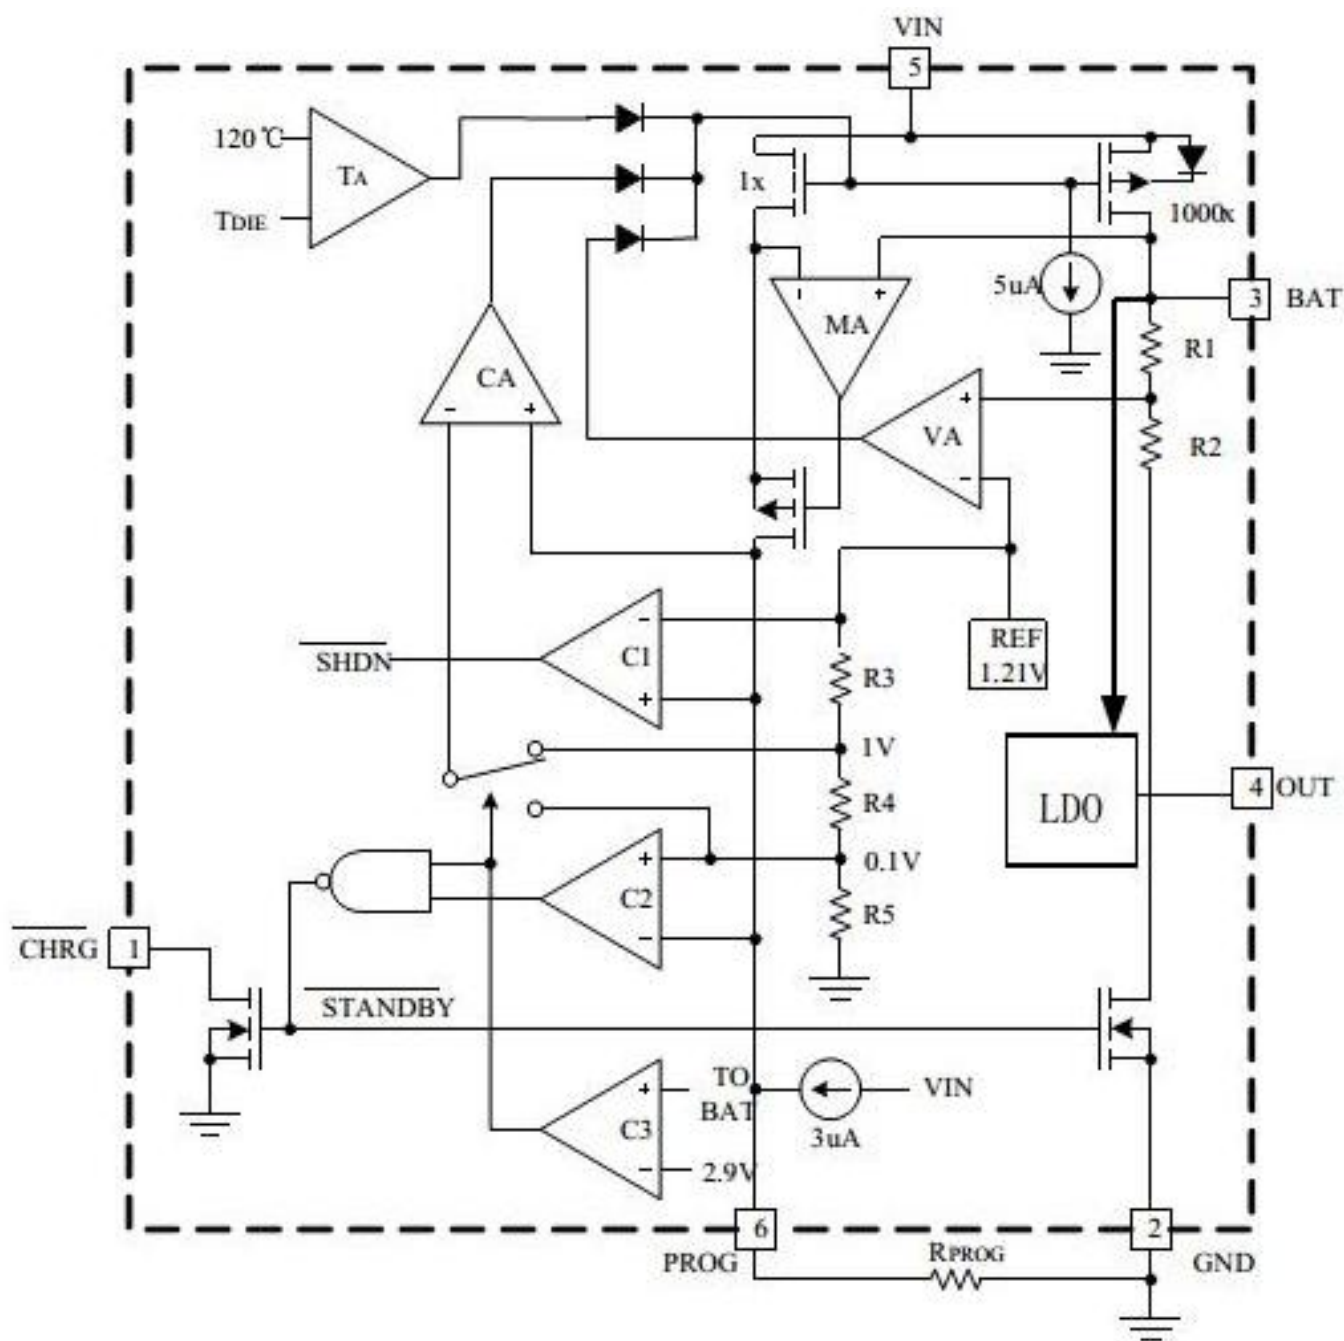 VIN
5
120℃
TA
TDIE
1x
1000x
5uA
3 BAT
MA
R1
CA
- +
- +
VA
+
-
R2
SHDN
C1
-
+
R3
REF
1.21V
1V
R4
LDO
4 OUT
0.1V
C2
+
-
R5
CHRG 1
STANDBY
C3
+
-
TO
BAT
VIN
3uA
2.9V
6
2
PROG
RPROG
GND